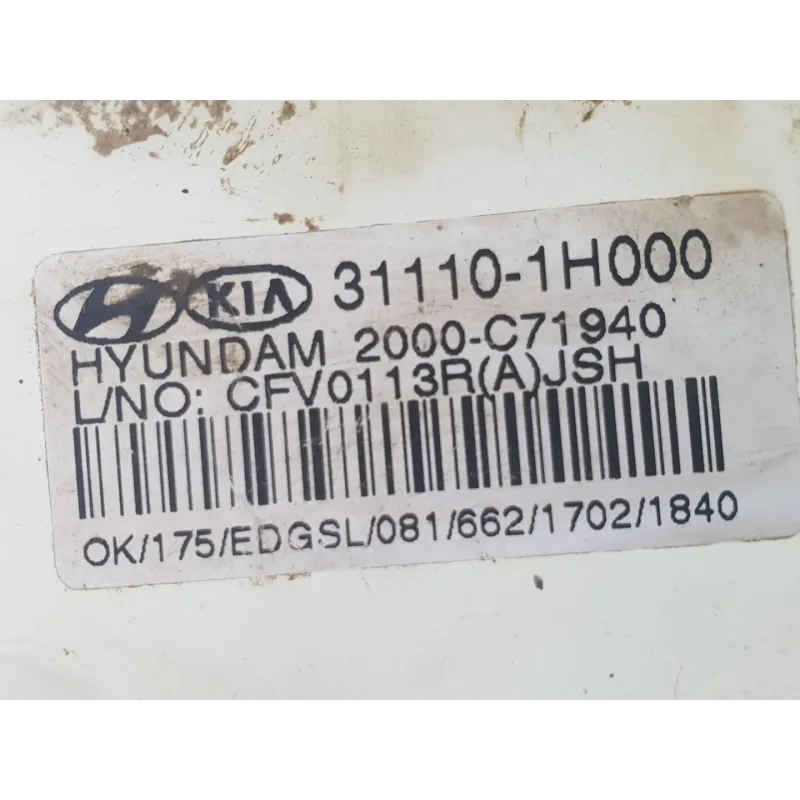 KIA 31110-1H000
HYUNDAM 2000-C71940
L/NO: CFV0113R(A)JSH
OK/175/EDGSL/081/662/1702/1840